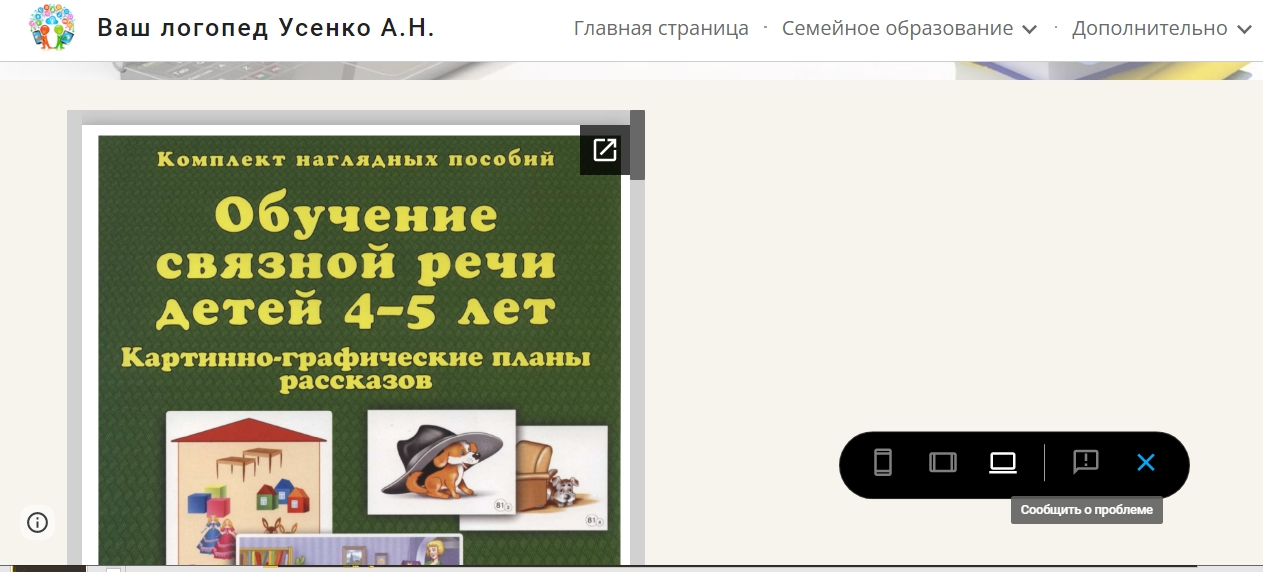 Ваш логопед Усенко А.Н.
Главная страница · Семейное образование · Дополнительно
Комплект наглядных пособий
Обучение
связной речи
детей 4–5 лет
Картинно-графические планы
рассказов
Сообщить о проблеме